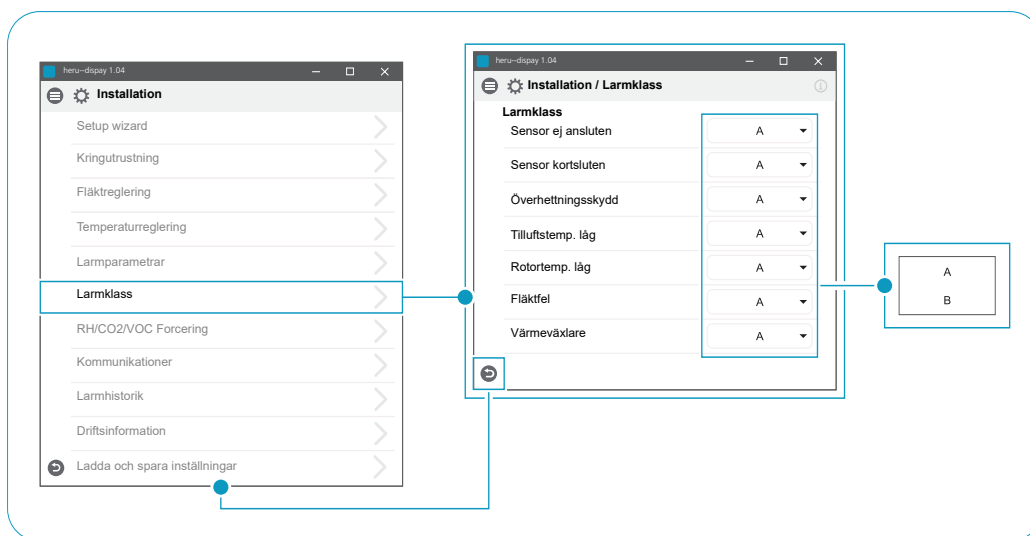 heru--dispay 1.04
Installation
Setup wizard
Kringutrustning
Fläktreglering
Temperaturreglering
Larmparametrar
Larmklass
RH/CO2/VOC Forcering
Kommunikationer
Larmhistorik
Driftsinformation
Ladda och spara inställningar
heru--dispay 1.04
Installation / Larmklass
Larmklass
Sensor ej ansluten A
Sensor kortsluten A
Överhettningsskydd A
Tilluftstemp. låg A
Rotortemp. låg A
Fläktfel A
Värmeväxlare A
A
B